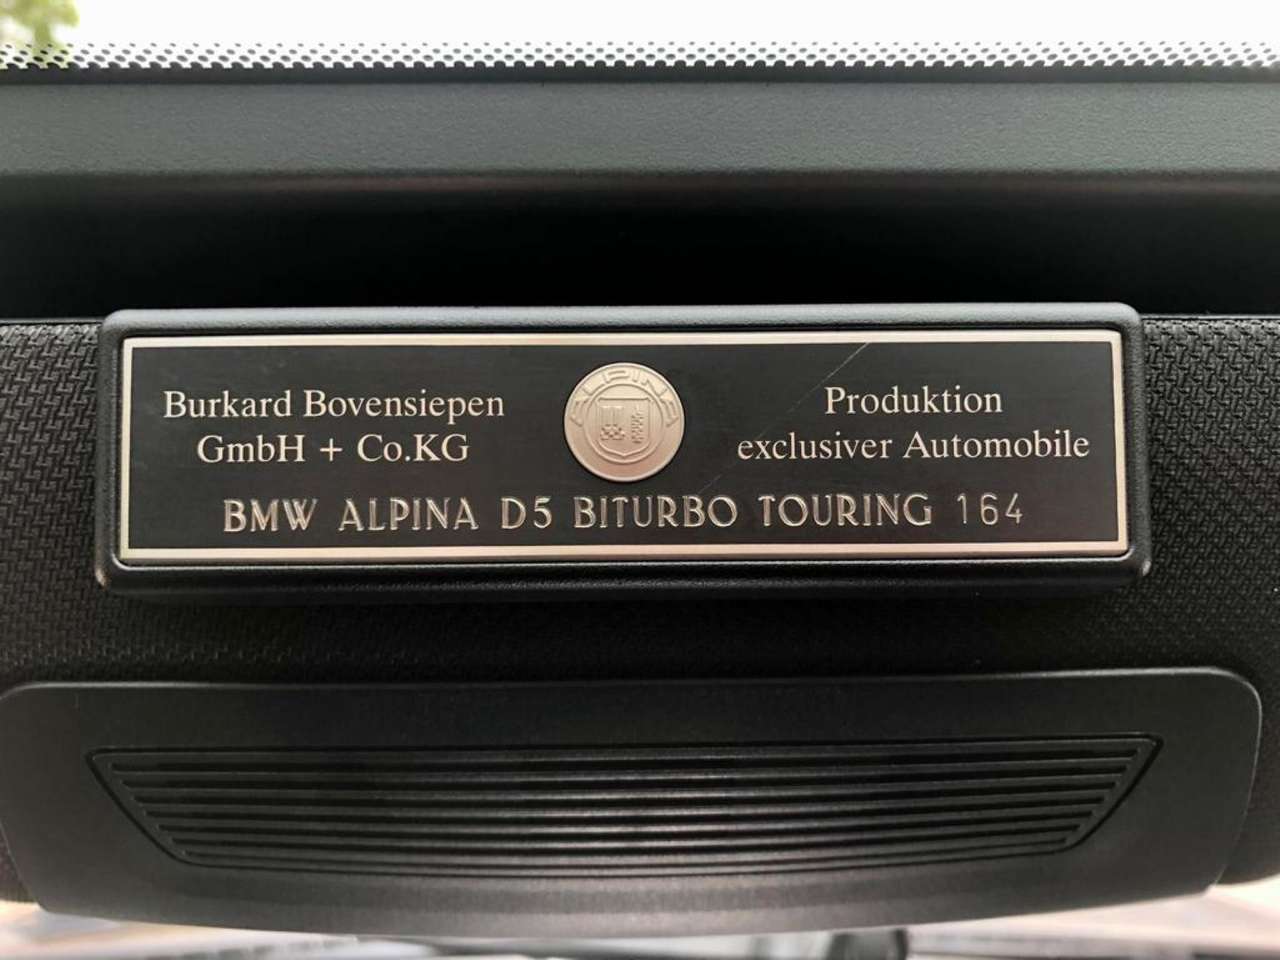 Burkard Bovensiepen
GmbH + Co.KG
ALPINA
Produktion
exclusiver Automobile
BMW ALPINA D5 BITURBO TOURING 164